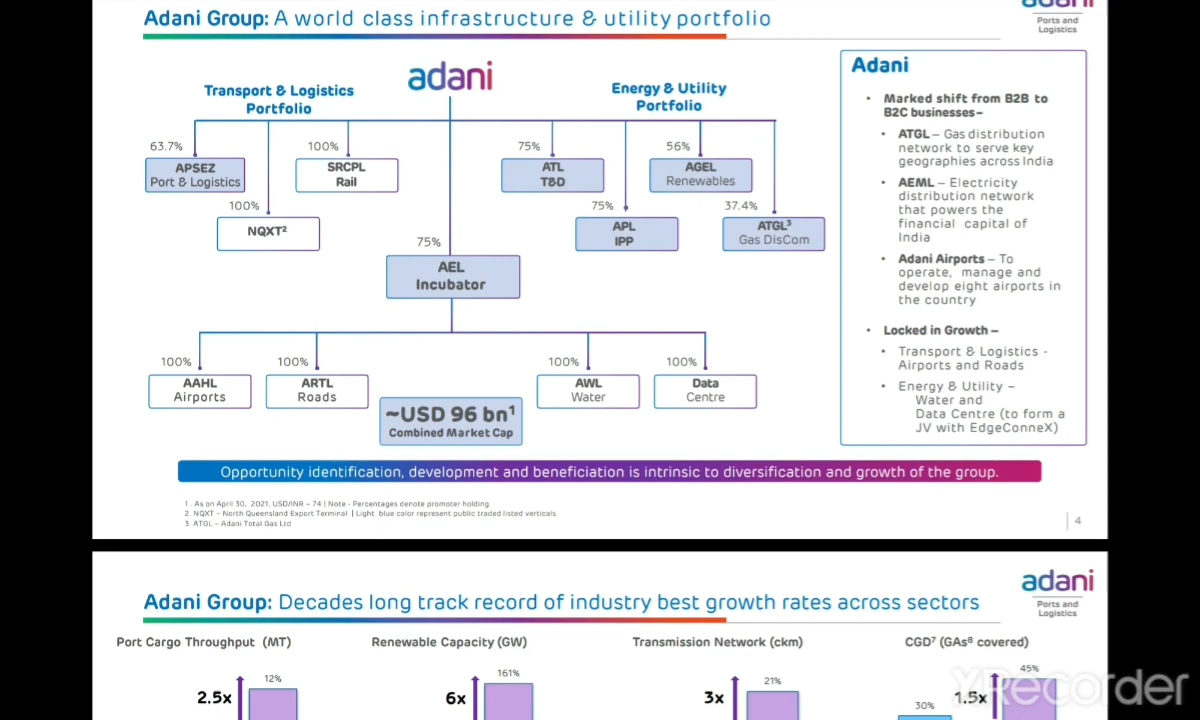 Adani Group: A world class infrastructure & utility portfolio
adani
Ports and
Logistics
adani
Transport & Logistics
Portfolio
Energy & Utility
Portfolio
63.7%
APSEZ
Port & Logistics
100%
SRCPL
Rail
100%
NQXT2
75%
ATL
T&D
56%
AGEL
Renewables
75%
APL
IPP
37.4%
ATGL3
Gas DisCom
75%
AEL
Incubator
100%
AAHL
Airports
100%
ARTL
Roads
100%
AWL
Water
100%
Data
Centre
~USD 96 bn1
Combined Market Cap
Adani
• Marked shift from B2B to
B2C businesses–
• ATGL – Gas distribution
network to serve key
geographies across India
• AEML – Electricity
distribution network
that powers the
financial capital of
India
• Adani Airports – To
operate, manage and
develop eight airports in
the country
• Locked in Growth –
• Transport & Logistics -
Airports and Roads
• Energy & Utility –
Water and
Data Centre (to form a
JV with EdgeConneX)
Opportunity identification, development and beneficiation is intrinsic to diversification and growth of the group.
1 . As on April 30, 2021, USD/INR – 74 | Note - Percentages denote promoter holding
2. NQXT – North Queensland Export Terminal | Light blue color represent public traded listed verticals
3. ATGL – Adani Total Gas Ltd
4
adani
Ports and
Logistics
Adani Group: Decades long track record of industry best growth rates across sectors
Port Cargo Throughput (MT)
Renewable Capacity (GW)
Transmission Network (ckm)
CGD7 (GAs8 covered)
2.5x
12%
6x
161%
3x
21%
30%
1.5x
45%
XRecorder